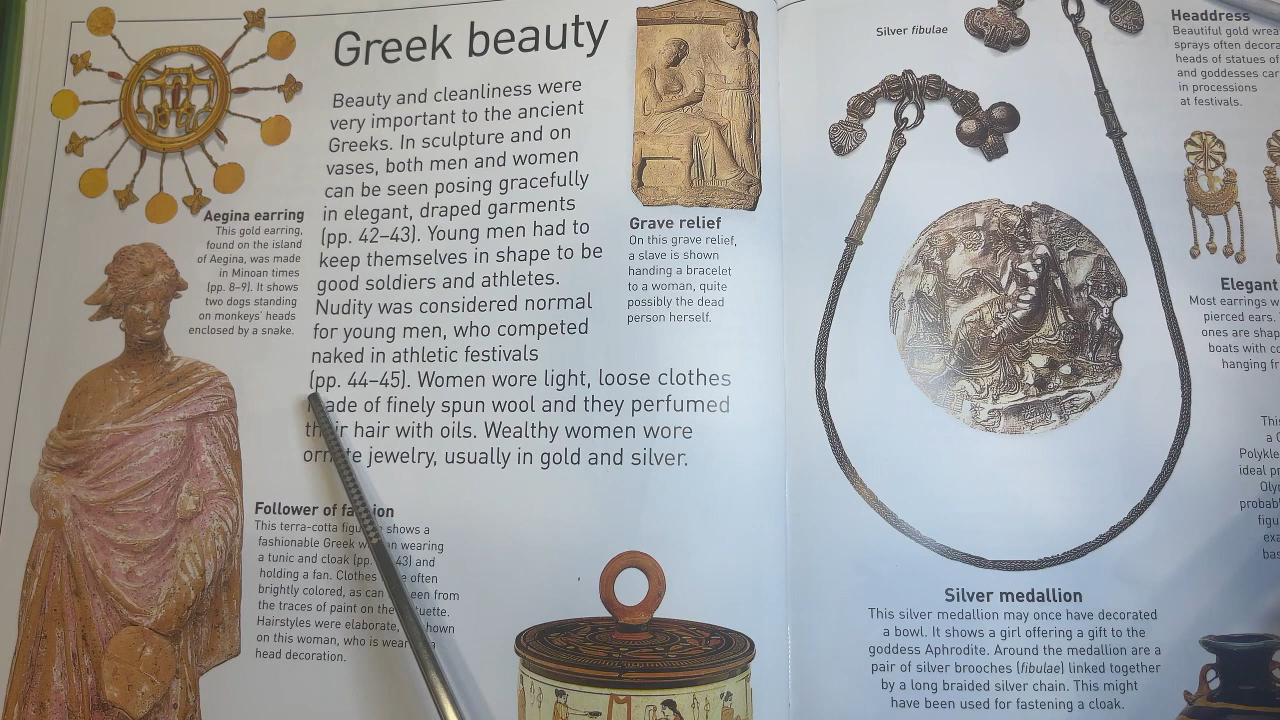 Greek beauty
Beauty and cleanliness were
very important to the ancient
Greeks. In sculpture and on
vases, both men and women
can be seen posing gracefully
in elegant, draped garments
(pp. 42–43). Young men had to
keep themselves in shape to be
good soldiers and athletes.
Nudity was considered normal
for young men, who competed
naked in athletic festivals
(pp. 44–45). Women wore light, loose clothes
made of finely spun wool and they perfumed
their hair with oils. Wealthy women wore
ornate jewelry, usually in gold and silver.
Aegina earring
This gold earring,
found on the island
of Aegina, was made
in Minoan times
(pp. 8–9). It shows
two dogs standing
on monkeys' heads
enclosed by a snake.
Grave relief
On this grave relief,
a slave is shown
handing a bracelet
to a woman, quite
possibly the dead
person herself.
Follower of fashion
This terra-cotta figure shows a
fashionable Greek woman wearing
a tunic and cloak (pp. 43) and
holding a fan. Clothes often
brightly colored, as can seen from
the traces of paint on the
Hairstyles were elaborate,
on this woman, who is
head decoration.
Silver fibulae
Silver medallion
This silver medallion may once have decorated
a bowl. It shows a girl offering a gift to the
goddess Aphrodite. Around the medallion are a
pair of silver brooches (fibulae) linked together
by a long braided silver chain. This might
have been used for fastening a cloak.
Headdress
Beautiful gold
sprays often
heads of statues of
and goddesses
in processions
at festivals.
Elegant
Most earrings
pierced ears.
ones are
boats with
hanging